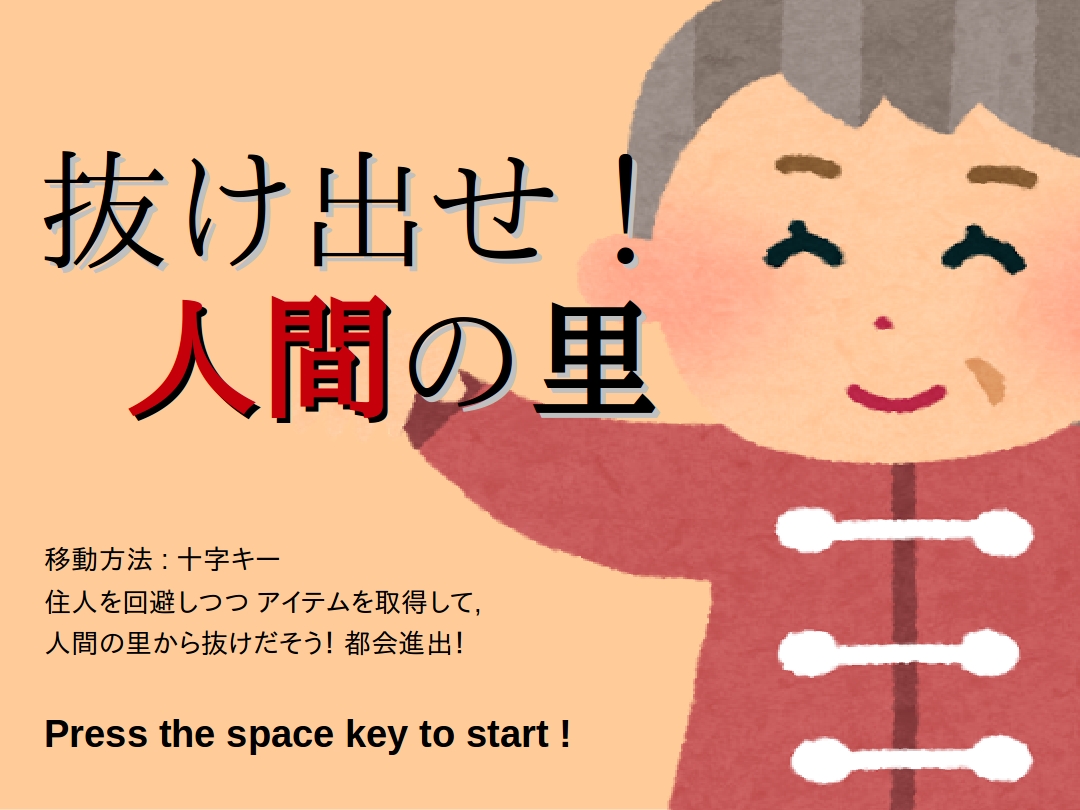 抜け出せ！
人間の里
移動方法 : 十字キー
住人を回避しつつ アイテムを取得して,
人間の里から抜けだそう! 都会進出!
Press the space key to start !